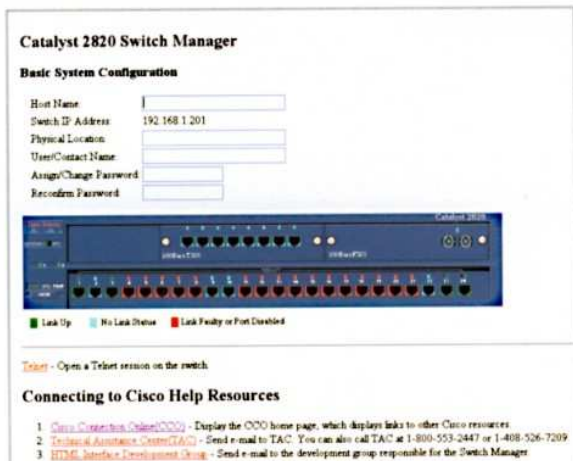 Catalyst 2820 Switch Manager
Basic System Configuration
Host Name:
Switch IP Address: 192.168.1.201
Physical Location:
User/Contact Name:
Assign/Change Password:
Reconfirm Password:
Catalyst 2820
Link Up No Link Status Link Faulty or Port Disabled
Telnet - Open a Telnet session on the switch.
Connecting to Cisco Help Resources
1. Cisco Connection Online(CCO) - Display the CCO home page, which displays links to other Cisco resources.
2. Technical Assistance Center(TAC) - Send e-mail to TAC. You can also call TAC at 1-800-553-2447 or 1-408-526-7209.
3. HTML Interface Development Group - Send e-mail to the development group responsible for the Switch Manager.